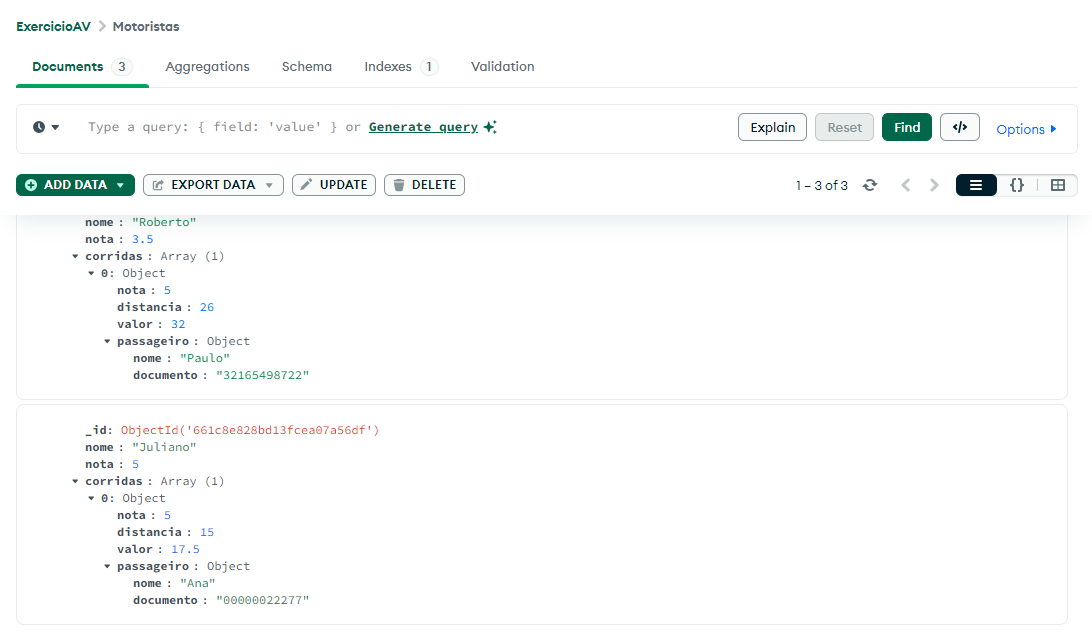 ExercicioAV > Motoristas
Documents 3 Aggregations Schema Indexes 1 Validation
Type a query: { field: 'value' } or Generate query Explain Reset Find </> Options
ADD DATA EXPORT DATA UPDATE DELETE 1 – 3 of 3 {}
nome : "Roberto"
nota : 3.5
corridas : Array (1)
0: Object
nota : 5
distancia : 26
valor : 32
passageiro : Object
nome : "Paulo"
documento : "32165498722"
_id: ObjectId('661c8e828bd13fcea07a56df')
nome : "Juliano"
nota : 5
corridas : Array (1)
0: Object
nota : 5
distancia : 15
valor : 17.5
passageiro : Object
nome : "Ana"
documento : "00000022277"